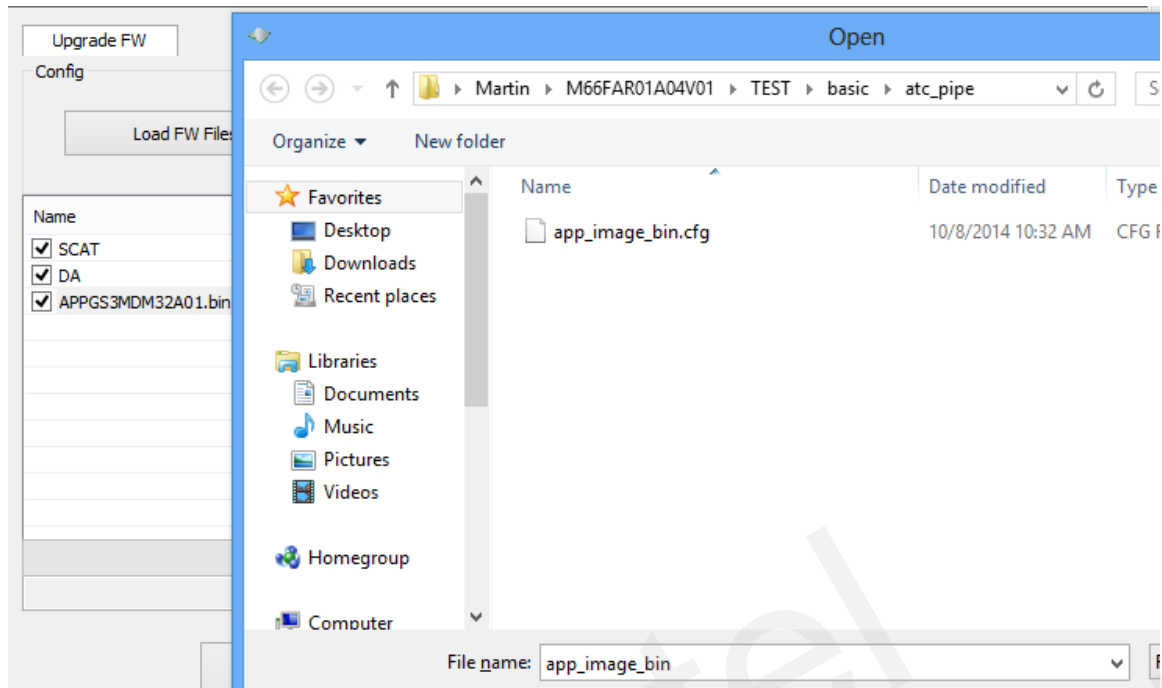 Upgrade FW
Open
Config
Martin M66FAR01A04V01 TEST basic atc_pipe
Load FW Files
Organize New folder
Favorites
Name Date modified Type
Desktop
app_image_bin.cfg 10/8/2014 10:32 AM CFG
Downloads
Recent places
Name
SCAT
DA
APPGS3MDM32A01.bin
Libraries
Documents
Music
Pictures
Videos
Homegroup
Computer
File name: app_image_bin